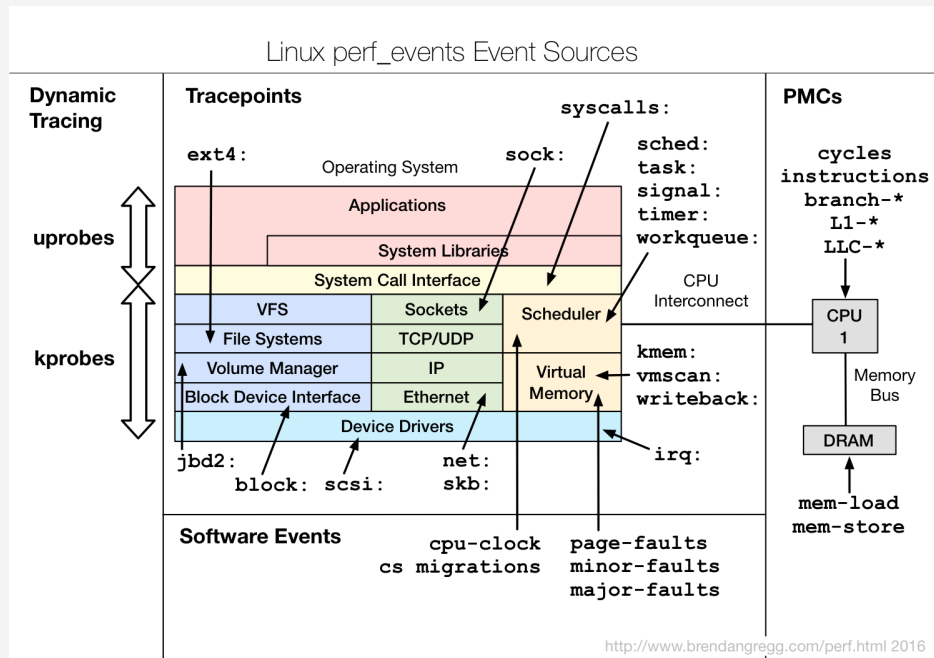 Linux perf_events Event Sources
Dynamic
Tracing
uprobes
kprobes
Tracepoints
syscalls:
ext4:
sock:
sched:
task:
signal:
timer:
workqueue:
Operating System
Applications
System Libraries
System Call Interface
VFS
Sockets
Scheduler
File Systems
TCP/UDP
Volume Manager
IP
Virtual
Memory
Block Device Interface
Ethernet
Device Drivers
CPU
Interconnect
kmem:
vmscan:
writeback:
jbd2:
block:
scsi:
net:
skb:
irq:
PMCs
cycles
instructions
branch-*
L1-*
LLC-*
CPU
1
Memory
Bus
DRAM
mem-load
mem-store
Software Events
cpu-clock
cs migrations
page-faults
minor-faults
major-faults
http://www.brendangregg.com/perf.html 2016